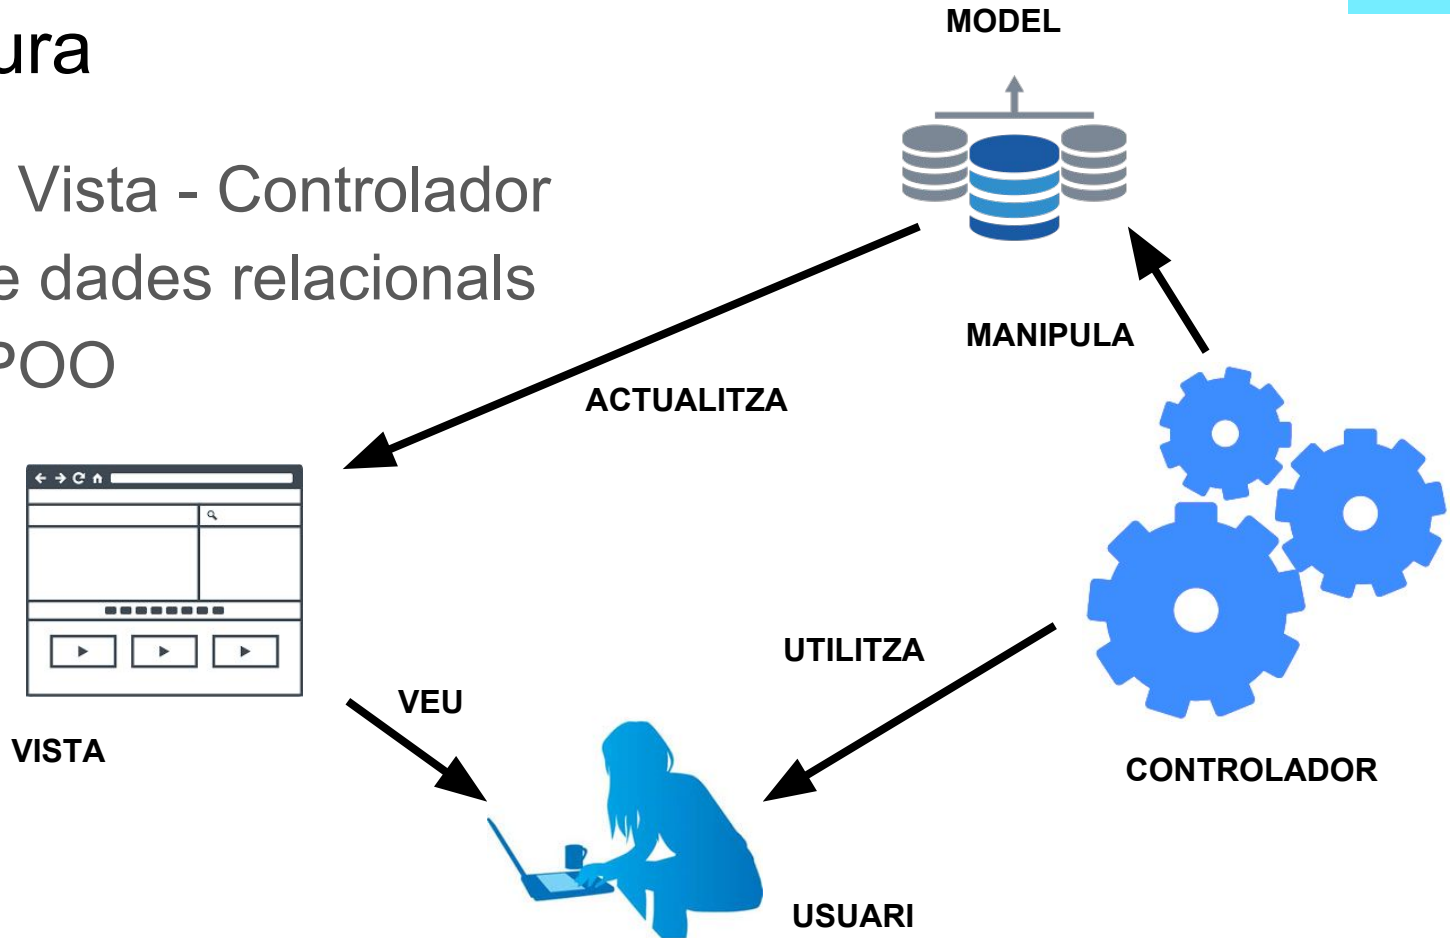 ura
Vista - Controlador
e dades relacionals
POO
MODEL
MANIPULA
ACTUALITZA
UTILITZA
VEU
VISTA
CONTROLADOR
USUARI